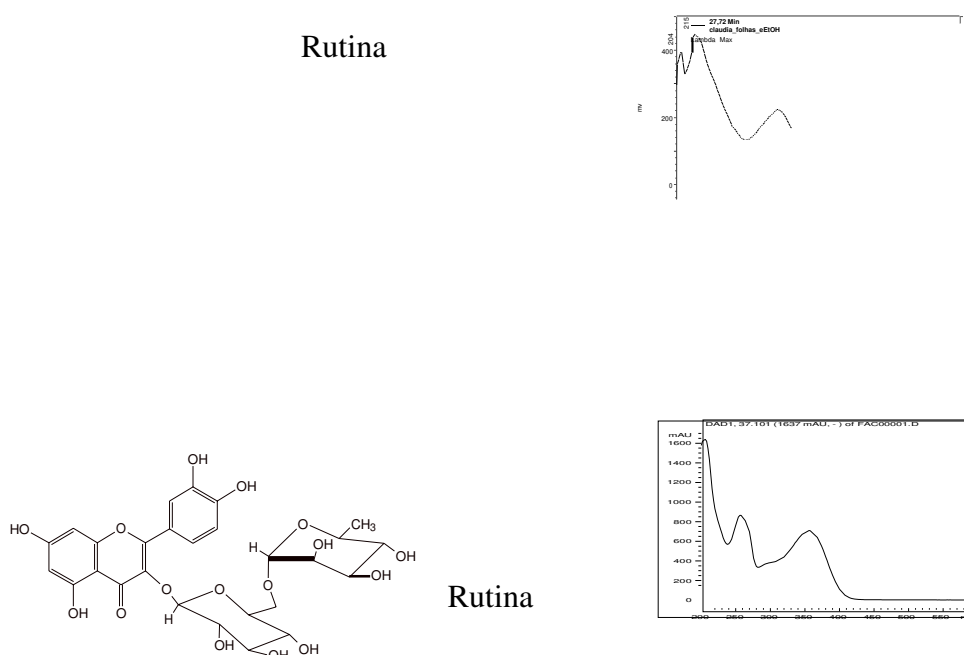 Rutina
204
215
27,72 Min
claudia_folhas_eEtOH
Lambda Max
400
200
0
mv
DAD1, 37.101 (1637 mAU, - ) of FAC00001.D
mAU
1600
1400
1200
1000
800
600
400
200
0
200 250 300 350 400 450 500 550
OH
OH
HO
O
OH
O
O
O
H
OH
OH
OH
O
O
H
CH3
OH
OH
OH
Rutina